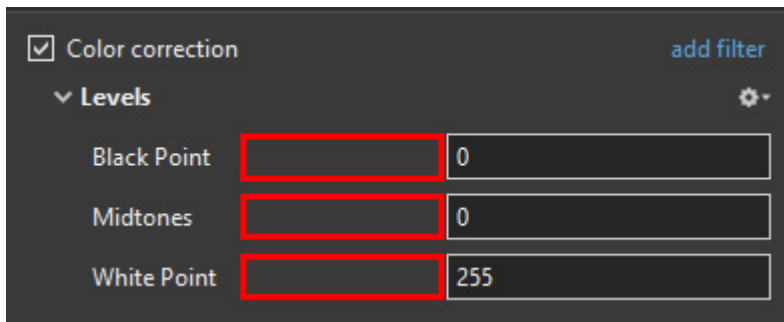 Color correction add filter
Levels
Black Point 0
Midtones 0
White Point 255